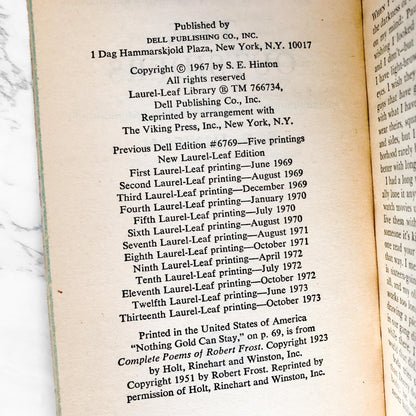 Published by
DELL PUBLISHING CO., INC.
1 Dag Hammarskjold Plaza, New York, N.Y. 10017
Copyright © 1967 by S. E. Hinton
All rights reserved
Laurel-Leaf Library ® TM 766734,
Dell Publishing Co., Inc.
Reprinted by arrangement with
The Viking Press, Inc., New York, N.Y.
Previous Dell Edition #6769—Five printings
New Laurel-Leaf Edition
First Laurel-Leaf printing—June 1969
Second Laurel-Leaf printing—August 1969
Third Laurel-Leaf printing—December 1969
Fourth Laurel-Leaf printing—January 1970
Fifth Laurel-Leaf printing—July 1970
Sixth Laurel-Leaf printing—August 1970
Seventh Laurel-Leaf printing—August 1971
Eighth Laurel-Leaf printing—October 1971
Ninth Laurel-Leaf printing—April 1972
Tenth Laurel-Leaf printing—July 1972
Eleventh Laurel-Leaf printing—October 1972
Twelfth Laurel-Leaf printing—June 1973
Thirteenth Laurel-Leaf printing—October 1973
Printed in the United States of America
"Nothing Gold Can Stay," on p. 69, is from
Complete Poems of Robert Frost. Copyright 1923
by Holt, Rinehart and Winston, Inc.
Copyright 1951 by Robert Frost. Reprinted by
permission of Holt, Rinehart and Winston, Inc.